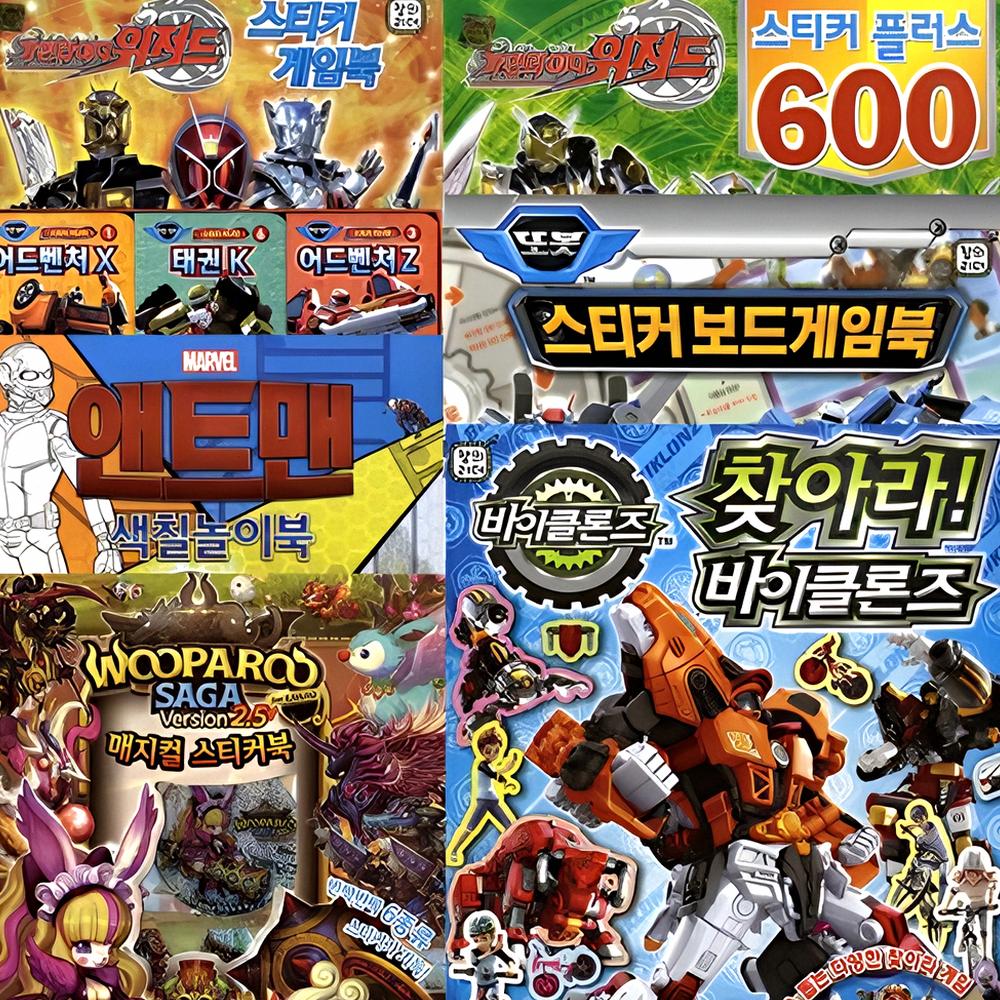 가면라이더 위저드
스티커
게임북
가면라이더 위저드
스티커 플러스
600
어드벤처 X
태권 K
어드벤처 Z
또봇
스티커 보드게임북
MARVEL
앤트맨
색칠놀이북
바이클론즈
TM
찾아라!
바이클론즈
WOOPAROO
SAGA
Version 2.5
매지컬 스티커북